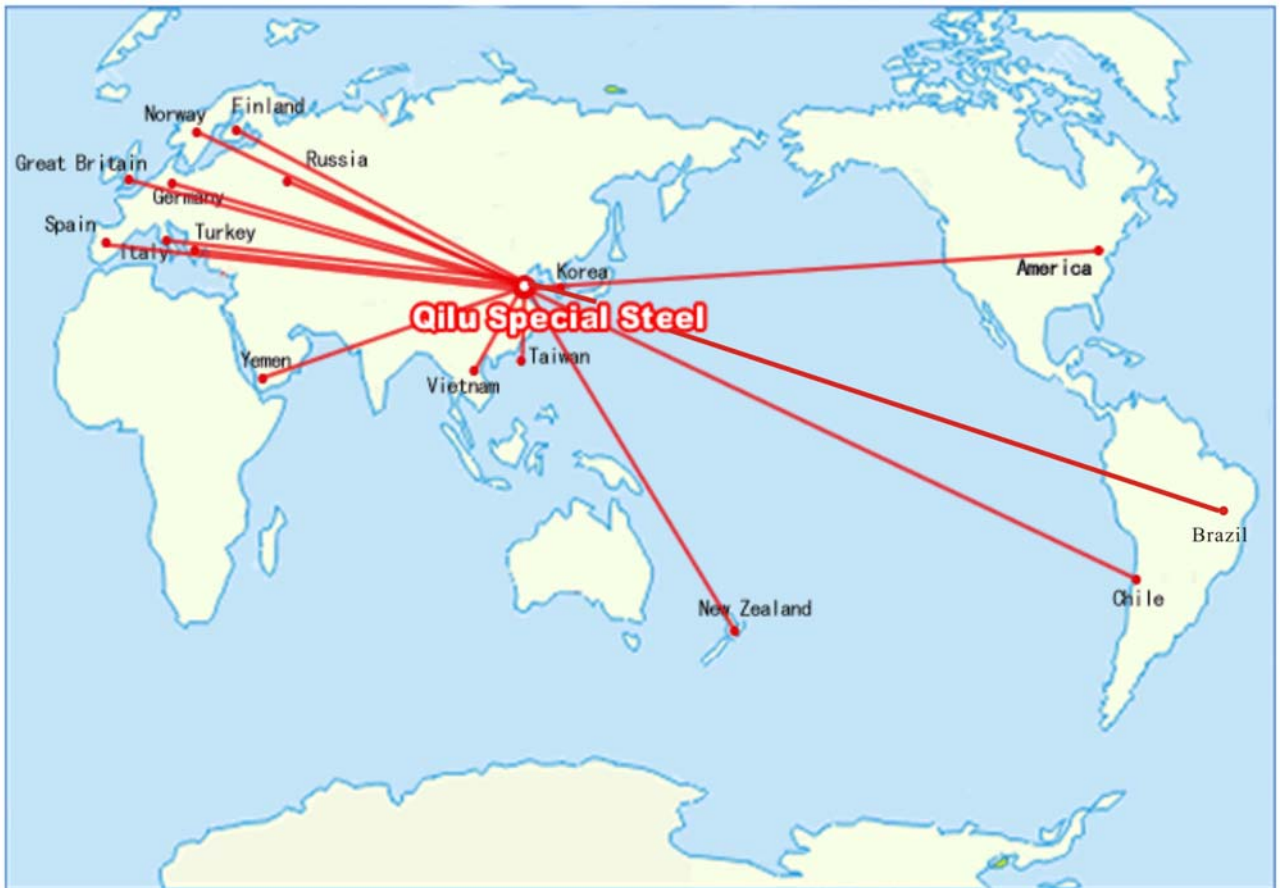 Norway
Finland
Great Britain
Russia
Germany
Spain
Turkey
Italy
Korea
America
Qilu Special Steel
Yemen
Taiwan
Vietnam
Brazil
Chile
New Zealand